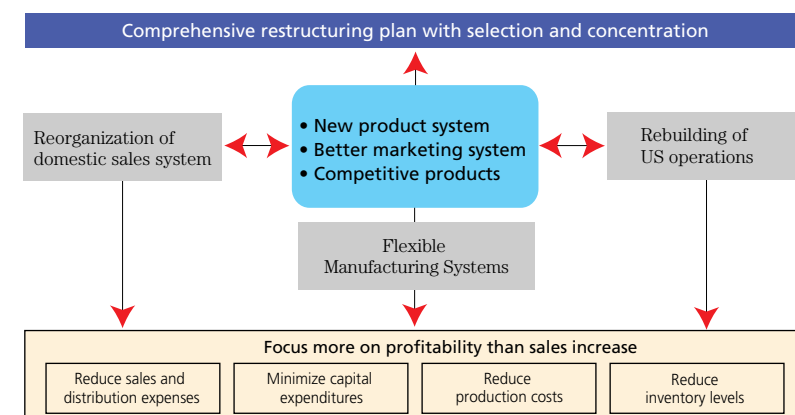 Comprehensive restructuring plan with selection and concentration
• New product system
• Better marketing system
• Competitive products
Reorganization of
domestic sales system
Rebuilding of
US operations
Flexible
Manufacturing Systems
Focus more on profitability than sales increase
Reduce sales and
distribution expenses
Minimize capital
expenditures
Reduce
production costs
Reduce
inventory levels